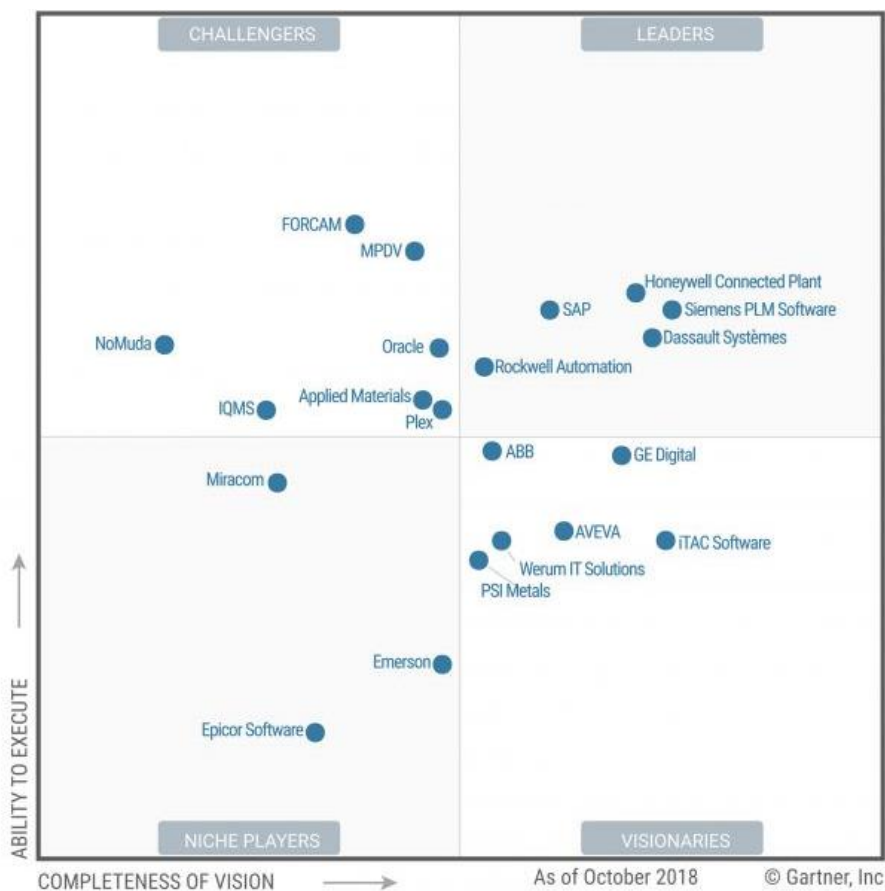 CHALLENGERS
LEADERS
FORCAM
MPDV
Honeywell Connected Plant
SAP
Siemens PLM Software
NoMuda
Oracle
Dassault Systèmes
Rockwell Automation
Applied Materials
IQMS
Plex
ABB
GE Digital
Miracom
AVEVA
iTAC Software
Werum IT Solutions
PSI Metals
Emerson
Epicor Software
ABILITY TO EXECUTE
NICHE PLAYERS
VISIONARIES
COMPLETENESS OF VISION
As of October 2018
© Gartner, Inc